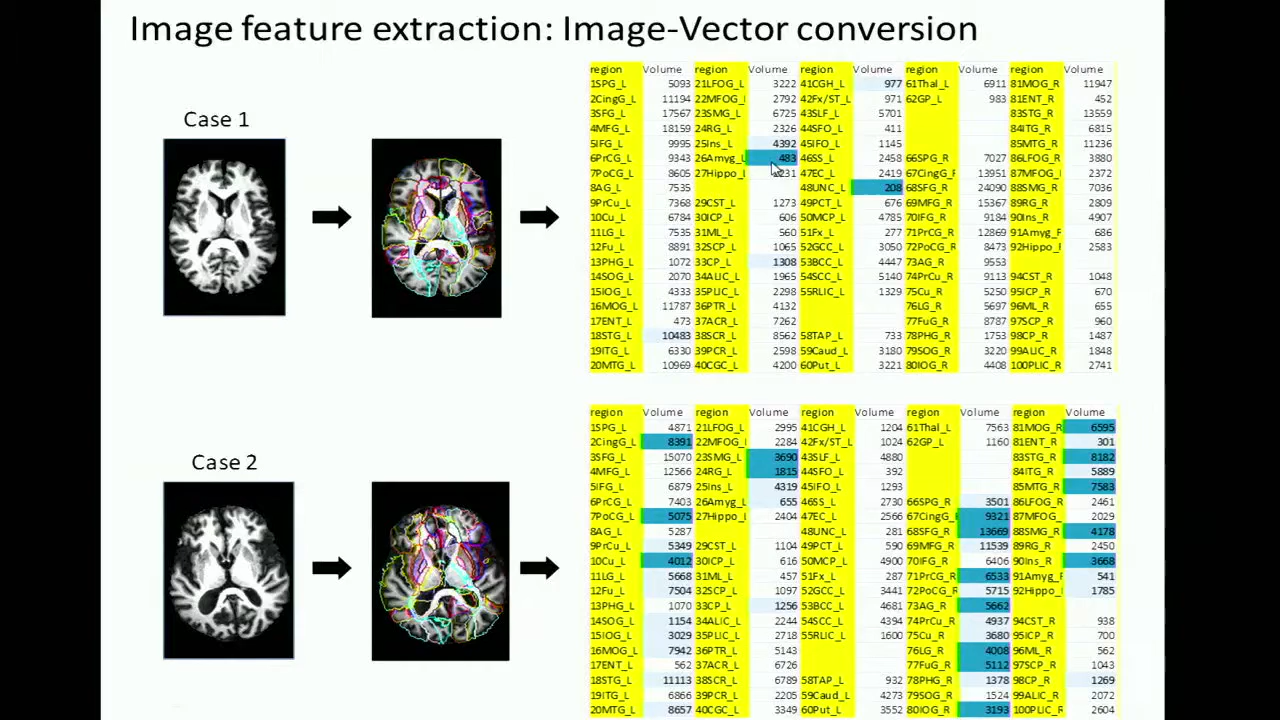 Image feature extraction: Image-Vector conversion
Case 1
region Volume region Volume region Volume region Volume region Volume
1SPG_L 5093 21LFOG_L 3222 41CGH_L 977 61Thal_L 6911 81MOG_R 11947
2CingG_L 11194 22MFOG_I 2792 42Fx/ST_L 971 62GP_L 983 81ENT_R 452
3SFG_L 17567 23SMG_L 6725 43SLF_L 5701 83STG_R 13559
4MFG_L 18159 24RG_L 2326 44SFO_L 411 84ITG_R 6815
5IFG_L 9995 25Ins_L 4392 45IFO_L 1145 85MTG_R 11236
6PrCG_L 9343 26Amyg_L 483 46SS_L 2458 66SPG_R 7027 86LFOG_R 3880
7PoCG_L 8605 27Hippo_I 231 47EC_L 2419 67CingG_F 13951 87MFOG_F 2372
8AG_L 7535 48UNC_L 208 68SFG_R 24090 88SMG_R 7036
9PrCu_L 7368 29CST_L 1273 49PCT_L 676 69MFG_R 15367 89RG_R 2809
10Cu_L 6784 30ICP_L 606 50MCP_L 4785 70IFG_R 9184 90Ins_R 4907
11LG_L 7535 31ML_L 560 51Fx_L 277 71PrCG_R 12869 91Amyg_F 686
12Fu_L 8891 32SCP_L 1065 52GCC_L 3050 72PoCG_R 8473 92Hippo_I 2583
13PHG_L 1072 33CP_L 1308 53BCC_L 4447 73AG_R 9553
14SOG_L 2070 34ALIC_L 1965 54SCC_L 5140 74PrCu_R 9113 94CST_R 1048
15IOG_L 4333 35PLIC_L 2298 55RLIC_L 1329 75Cu_R 5250 95ICP_R 670
16MOG_L 11787 36PTR_L 4132 76LG_R 5697 96ML_R 655
17ENT_L 473 37ACR_L 7262 77FuG_R 8787 97SCP_R 960
18STG_L 10483 38SCR_L 8562 58TAP_L 733 78PHG_R 1753 98CP_R 1487
19ITG_L 6330 39PCR_L 2598 59Caud_L 3180 79SOG_R 3220 99ALIC_R 1848
20MTG_L 10969 40CGC_L 4200 60Put_L 3221 80IOG_R 4408 100PLIC_R 2741
Case 2
region Volume region Volume region Volume region Volume region Volume
1SPG_L 4871 21LFOG_L 2995 41CGH_L 1204 61Thal_L 7563 81MOG_R 6595
2CingG_L 8391 22MFOG_I 2284 42Fx/ST_L 1024 62GP_L 1160 81ENT_R 301
3SFG_L 15070 23SMG_L 3690 43SLF_L 4880 83STG_R 8182
4MFG_L 12566 24RG_L 1815 44SFO_L 392 84ITG_R 5889
5IFG_L 6879 25Ins_L 4319 45IFO_L 1293 85MTG_R 7583
6PrCG_L 7403 26Amyg_L 655 46SS_L 2730 66SPG_R 3501 86LFOG_R 2461
7PoCG_L 5075 27Hippo_I 2404 47EC_L 2566 67CingG_F 9321 87MFOG_ 2029
8AG_L 5287 48UNC_L 281 68SFG_R 13669 88SMG_R 4178
9PrCu_L 5349 29CST_L 1104 49PCT_L 590 69MFG_R 11539 89RG_R 2450
10Cu_L 4012 30ICP_L 616 50MCP_L 4900 70IFG_R 6406 90Ins_R 3668
11LG_L 5668 31ML_L 457 51Fx_L 287 71PrCG_R 6533 91Amyg_F 541
12Fu_L 7504 32SCP_L 1097 52GCC_L 3441 72PoCG_R 5715 92Hippo_I 1785
13PHG_L 1070 33CP_L 1256 53BCC_L 4681 73AG_R 5662
14SOG_L 1154 34ALIC_L 2244 54SCC_L 4394 74PrCu_R 4937 94CST_R 938
15IOG_L 3029 35PLIC_L 2718 55RLIC_L 1600 75Cu_R 3680 95ICP_R 700
16MOG_L 7942 36PTR_L 5143 76LG_R 4008 96ML_R 562
17ENT_L 562 37ACR_L 6726 77FuG_R 5112 97SCP_R 1043
18STG_L 11113 38SCR_L 6789 58TAP_L 932 78PHG_R 1378 98CP_R 1269
19ITG_L 6866 39PCR_L 2205 59Caud_L 4273 79SOG_R 1524 99ALIC_R 2072
20MTG_L 8657 40CGC_L 3349 60Put_L 3552 80IOG_R 3193 100PLIC_R 2604